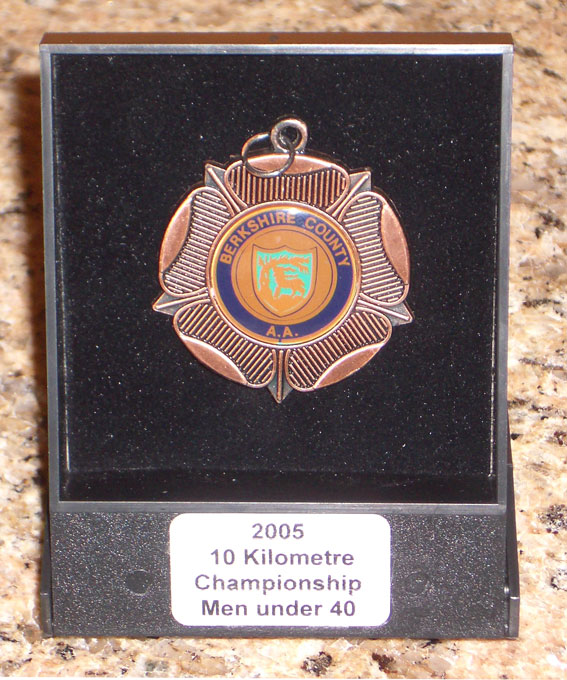 BERKSHIRE COUNTY
A.A.
2005
10 Kilometre
Championship
Men under 40